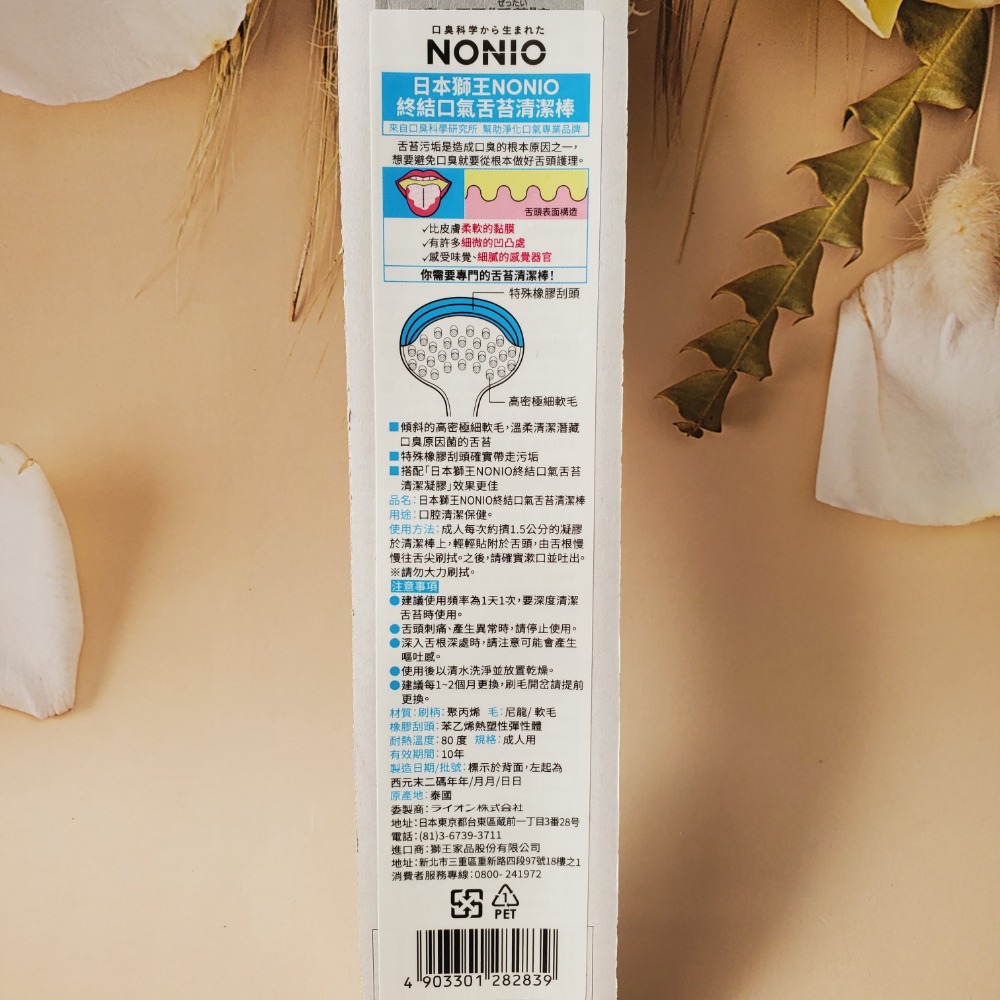 ぜったい
口臭科学から生まれた
NONIO
日本獅王NONIO
終結口氣舌苔清潔棒
來自口臭科學研究所 幫助淨化口氣專業品牌
舌苔污垢是造成口臭的根本原因之一,
想要避免口臭就要從根本做好舌頭護理。
舌頭表面構造
✓比皮膚柔軟的黏膜
✓有許多細微的凹凸處
✓感受味覺、細膩的感覺器官
你需要專門的舌苔清潔棒!
特殊橡膠刮頭
高密極細軟毛
■傾斜的高密極細軟毛,溫柔清潔潛藏
口臭原因菌的舌苔
■特殊橡膠刮頭確實帶走污垢
■搭配「日本獅王NONIO終結口氣舌苔
清潔凝膠」效果更佳
品名:日本獅王NONIO終結口氣舌苔清潔棒
用途:口腔清潔保健。
使用方法:成人每次約擠1.5公分的凝膠
於清潔棒上,輕輕貼附於舌頭,由舌根慢
慢往舌尖刷拭。之後,請確實漱口並吐出。
※請勿大力刷拭。
注意事項
●建議使用頻率為1天1次,要深度清潔
舌苔時使用。
●舌頭刺痛、產生異常時,請停止使用。
●深入舌根深處時,請注意可能會產生
嘔吐感。
●使用後以清水洗淨並放置乾燥。
●建議每1~2個月更換,刷毛開岔請提前
更換。
材質:刷柄:聚丙烯 毛:尼龍/軟毛
橡膠刮頭:苯乙烯熱塑性彈性體
耐熱溫度:80度 規格:成人用
有效期間:10年
製造日期/批號:標示於背面,左起為
西元末二碼年年/月月/日日
原產地:泰國
委製商:ライオン株式会社
地址:日本東京都台東區蔵前一丁目3番28号
電話:(81)3-6739-3711
進口商:獅王家品股份有限公司
地址:新北市三重區重新路四段97號18樓之1
消費者服務專線:0800-241972
1
PET
4 903301 282839